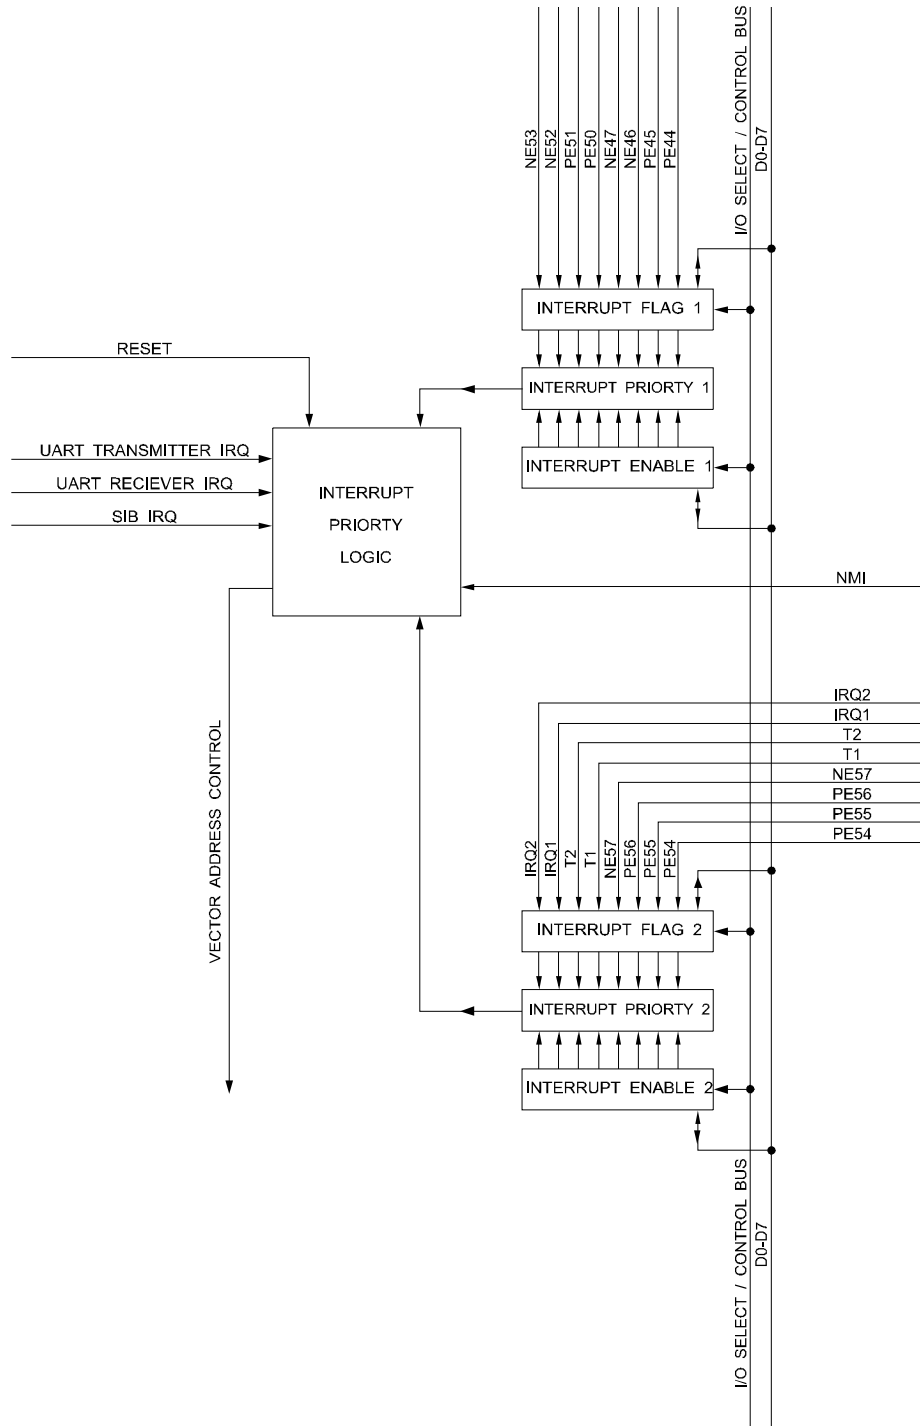 I/O SELECT / CONTROL BUS
D0-D7
NE53
NE52
PE51
PE50
NE47
NE46
PE45
PE44
INTERRUPT FLAG 1
RESET
INTERRUPT PRIORTY 1
UART TRANSMITTER IRQ
INTERRUPT ENABLE 1
UART RECIEVER IRQ
SIB IRQ
INTERRUPT
PRIORTY
LOGIC
NMI
IRQ2
IRQ1
T2
T1
NE57
PE56
PE55
PE54
VECTOR ADDRESS CONTROL
IRQ2
IRQ1
T2
T1
NE57
PE56
PE55
PE54
INTERRUPT FLAG 2
INTERRUPT PRIORTY 2
INTERRUPT ENABLE 2
I/O SELECT / CONTROL BUS
D0-D7